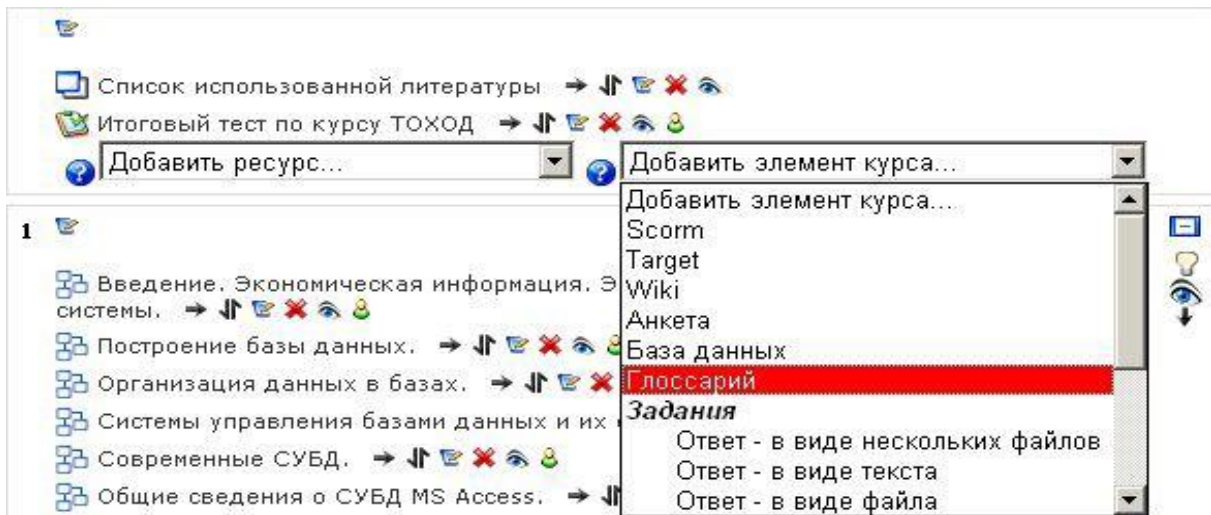 Список использованной литературы
Итоговый тест по курсу ТОХОД
Добавить ресурс...
Добавить элемент курса...
Добавить элемент курса...
Scorm
Target
Wiki
Анкета
База данных
Глоссарий
Задания
Ответ - в виде нескольких файлов
Ответ - в виде текста
Ответ - в виде файла
1
Введение. Экономическая информация. Э
системы.
Построение базы данных.
Организация данных в базах.
Системы управления базами данных и их
Современные СУБД.
Общие сведения о СУБД MS Access.